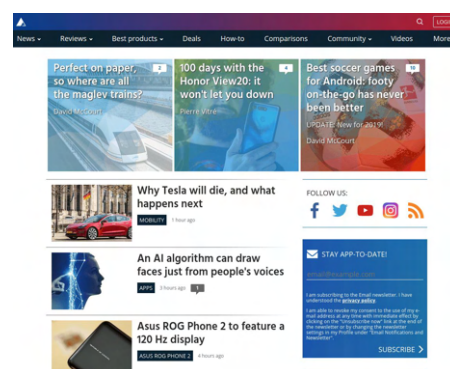 LOGI
News
Reviews
Best products
Deals
How-to
Comparisons
Community
Videos
More
Perfect on paper,
so where are all
the maglev trains?
David McCourt
2
100 days with the
Honor View20: it
won't let you down
Pierre Vitré
4
Best soccer games
for Android: footy
on-the-go has never
been better
UPDATE: New for 2019!
David McCourt
10
Why Tesla will die, and what
happens next
MOBILITY 1 hour ago
An AI algorithm can draw
faces just from people's voices
APPS 3 hours ago 1
Asus ROG Phone 2 to feature a
120 Hz display
ASUS ROG PHONE 2 4 hours ago
FOLLOW US:
STAY APP-TO-DATE!
email@example.com
I am subscribing to the Email newsletter. I have
understood the privacy policy
I am able to revoke my consent to the use of my e-
mail address at any time with immediate effect by
clicking on the "Unsubscribe now" link at the end of
the newsletter or by changing the newsletter
settings in my Profile under "Email Notifications and
Newsletter".
SUBSCRIBE